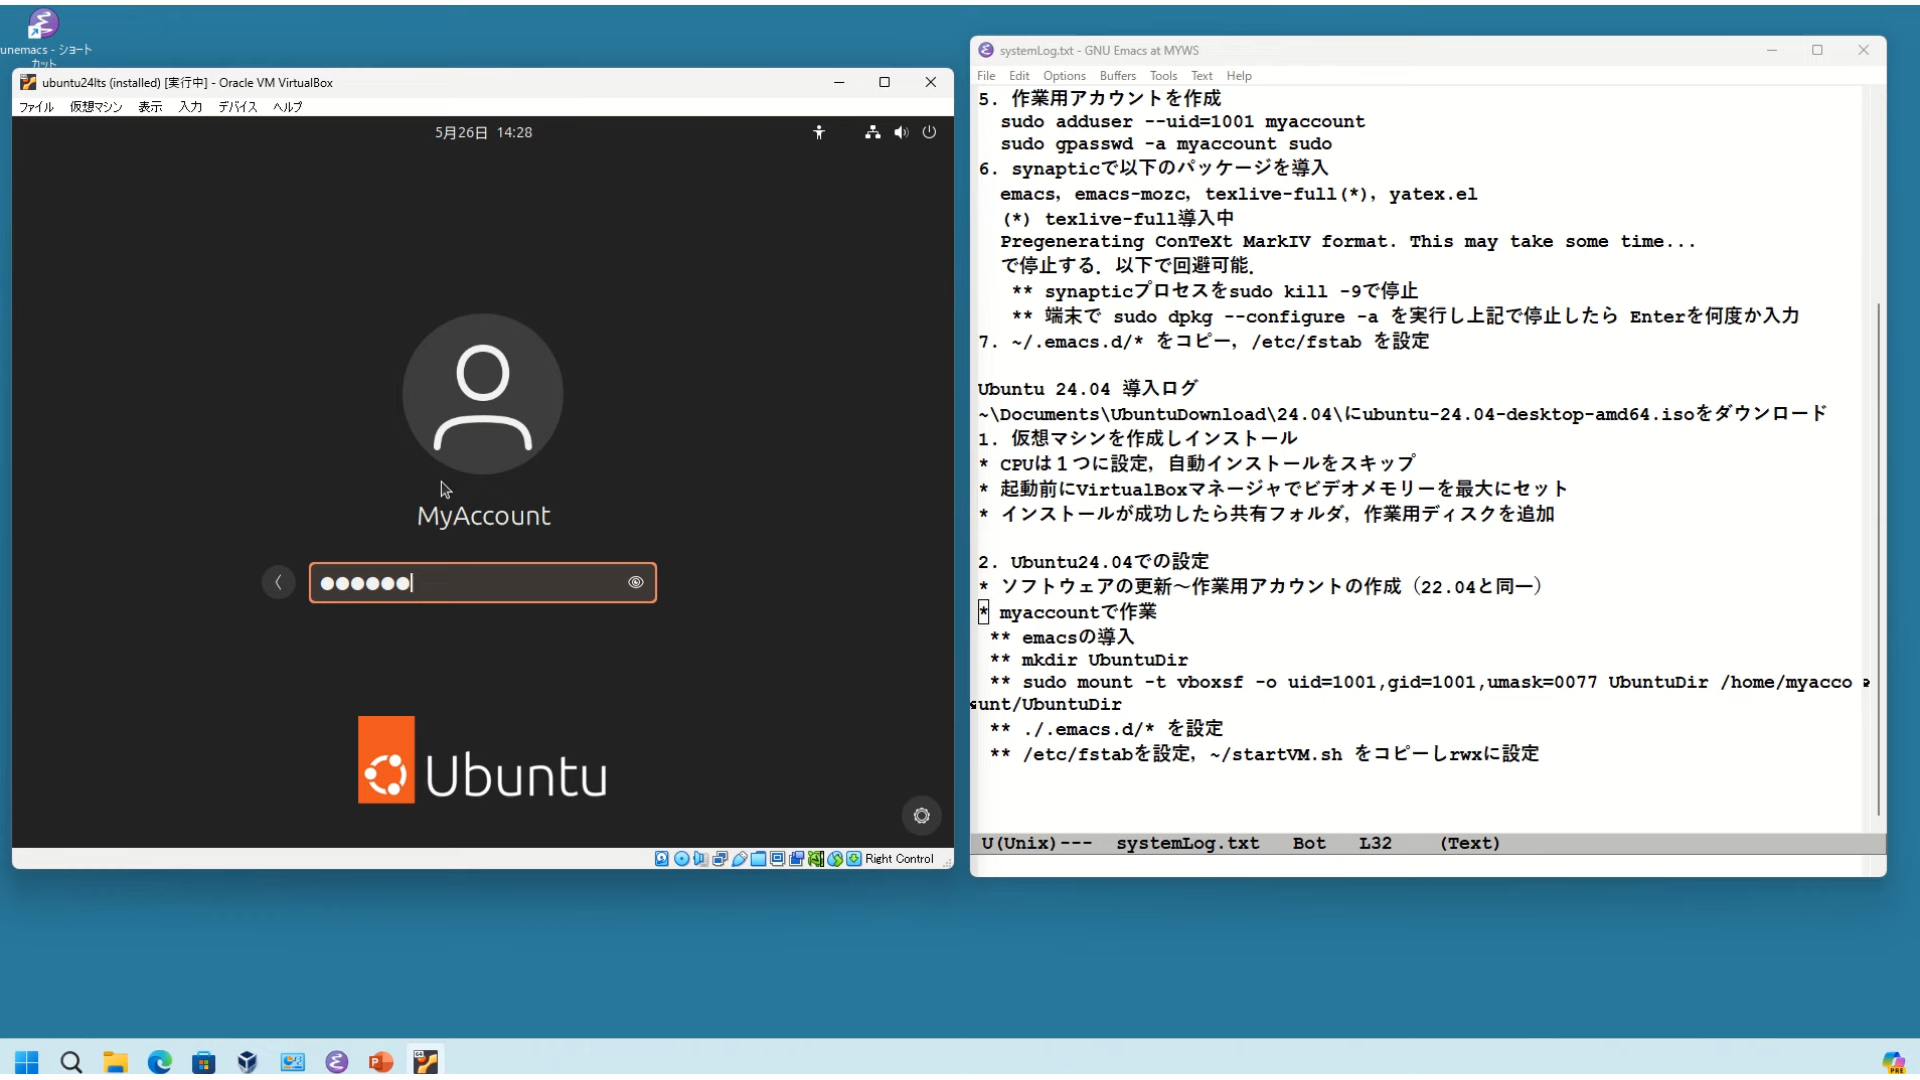 unemacs - ショート
カット
ubuntu24lts (installed) [実行中] - Oracle VM VirtualBox
ファイル 仮想マシン 表示 入力 デバイス ヘルプ
5月26日 14:28
MyAccount
Ubuntu
Right Control
systemLog.txt - GNU Emacs at MYWS
File Edit Options Buffers Tools Text Help
5. 作業用アカウントを作成
sudo adduser --uid=1001 myaccount
sudo gpasswd -a myaccount sudo
6. synapticで以下のパッケージを導入
emacs, emacs-mozc, texlive-full(*), yatex.el
(*) texlive-full導入中
Pregenerating ConTeXt MarkIV format. This may take some time...
で停止する．以下で回避可能．
** synapticプロセスをsudo kill -9で停止
** 端末で sudo dpkg --configure -a を実行し上記で停止したら Enterを何度か入力
7. ~/.emacs.d/* をコピー，/etc/fstab を設定
Ubuntu 24.04 導入ログ
~\Documents\UbuntuDownload\24.04\にubuntu-24.04-desktop-amd64.isoをダウンロード
1. 仮想マシンを作成しインストール
* CPUは１つに設定，自動インストールをスキップ
* 起動前にVirtualBoxマネージャでビデオメモリーを最大にセット
* インストールが成功したら共有フォルダ，作業用ディスクを追加
2. Ubuntu24.04での設定
* ソフトウェアの更新～作業用アカウントの作成（22.04と同一）
* myaccountで作業
** emacsの導入
** mkdir UbuntuDir
** sudo mount -t vboxsf -o uid=1001,gid=1001,umask=0077 UbuntuDir /home/myacco
unt/UbuntuDir
** ./.emacs.d/* を設定
** /etc/fstabを設定，~/startVM.sh をコピーしrwxに設定
U(Unix)--- systemLog.txt Bot L32 (Text)
PRE